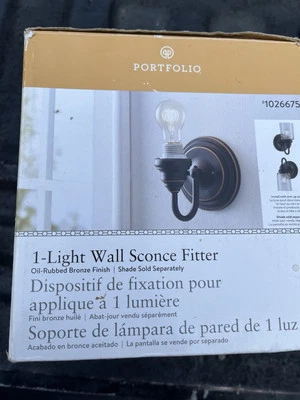 PORTFOLIO
#1026675
1-Light Wall Sconce Fitter
Oil-Rubbed Bronze Finish | Shade Sold Separately
Dispositif de fixation pour
applique à 1 lumière
Fini bronze huilé | Abat-jour vendu séparément
Soporte de lámpara de pared de 1 luz
Acabado en bronce aceitado | La pantalla se vende por separado